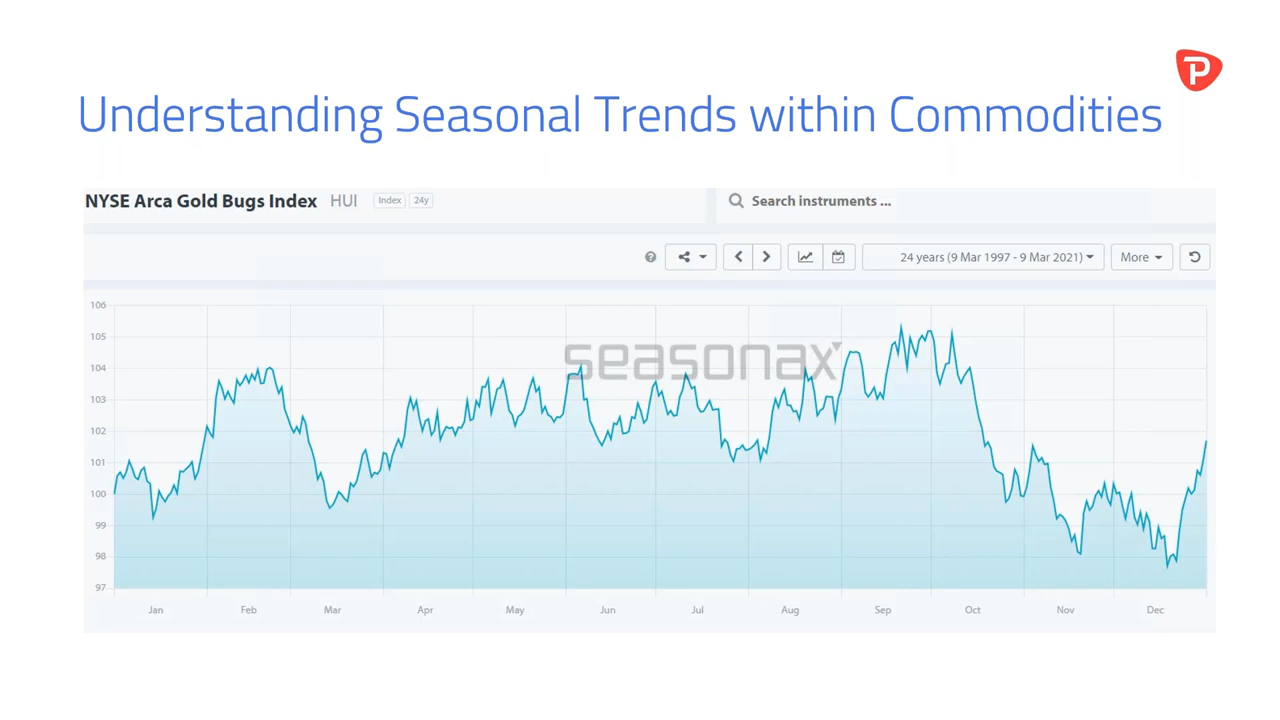 P
Understanding Seasonal Trends within Commodities
NYSE Arca Gold Bugs Index HUI Index 24y Search instruments ...
? 24 years (9 Mar 1997 - 9 Mar 2021) More
seasonax
106
105
104
103
102
101
100
99
98
97
Jan Feb Mar Apr May Jun Jul Aug Sep Oct Nov Dec